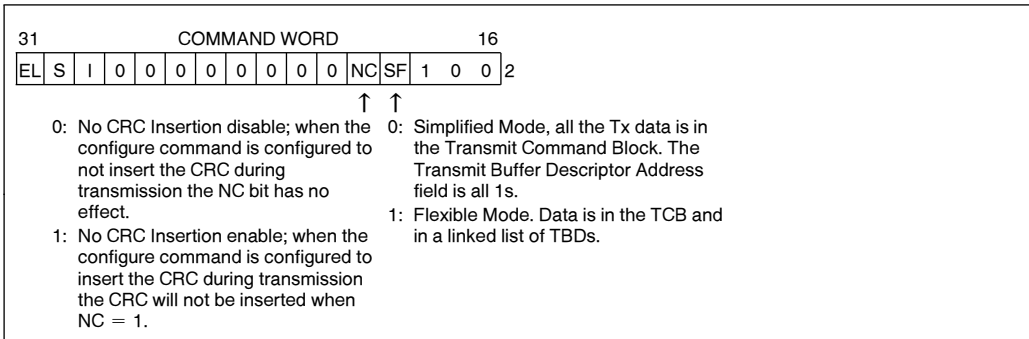 31 COMMAND WORD 16
EL S I 0 0 0 0 0 0 0 0 NC SF 1 0 0 2
↑ ↑
0: No CRC Insertion disable; when the
configure command is configured to
not insert the CRC during
transmission the NC bit has no
effect.
1: No CRC Insertion enable; when the
configure command is configured to
insert the CRC during transmission
the CRC will not be inserted when
NC = 1.
0: Simplified Mode, all the Tx data is in
the Transmit Command Block. The
Transmit Buffer Descriptor Address
field is all 1s.
1: Flexible Mode. Data is in the TCB and
in a linked list of TBDs.